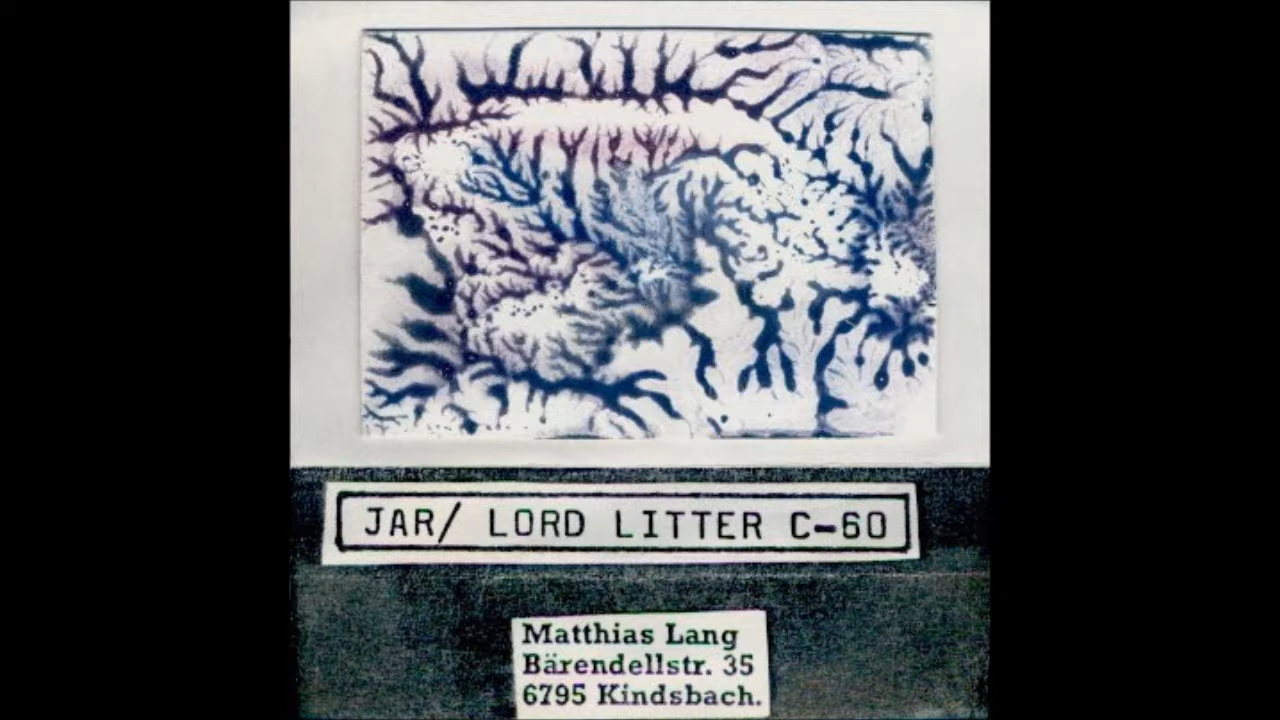 JAR/ LORD LITTER C-60
Matthias Lang
Bärendellstr. 35
6795 Kindsbach.